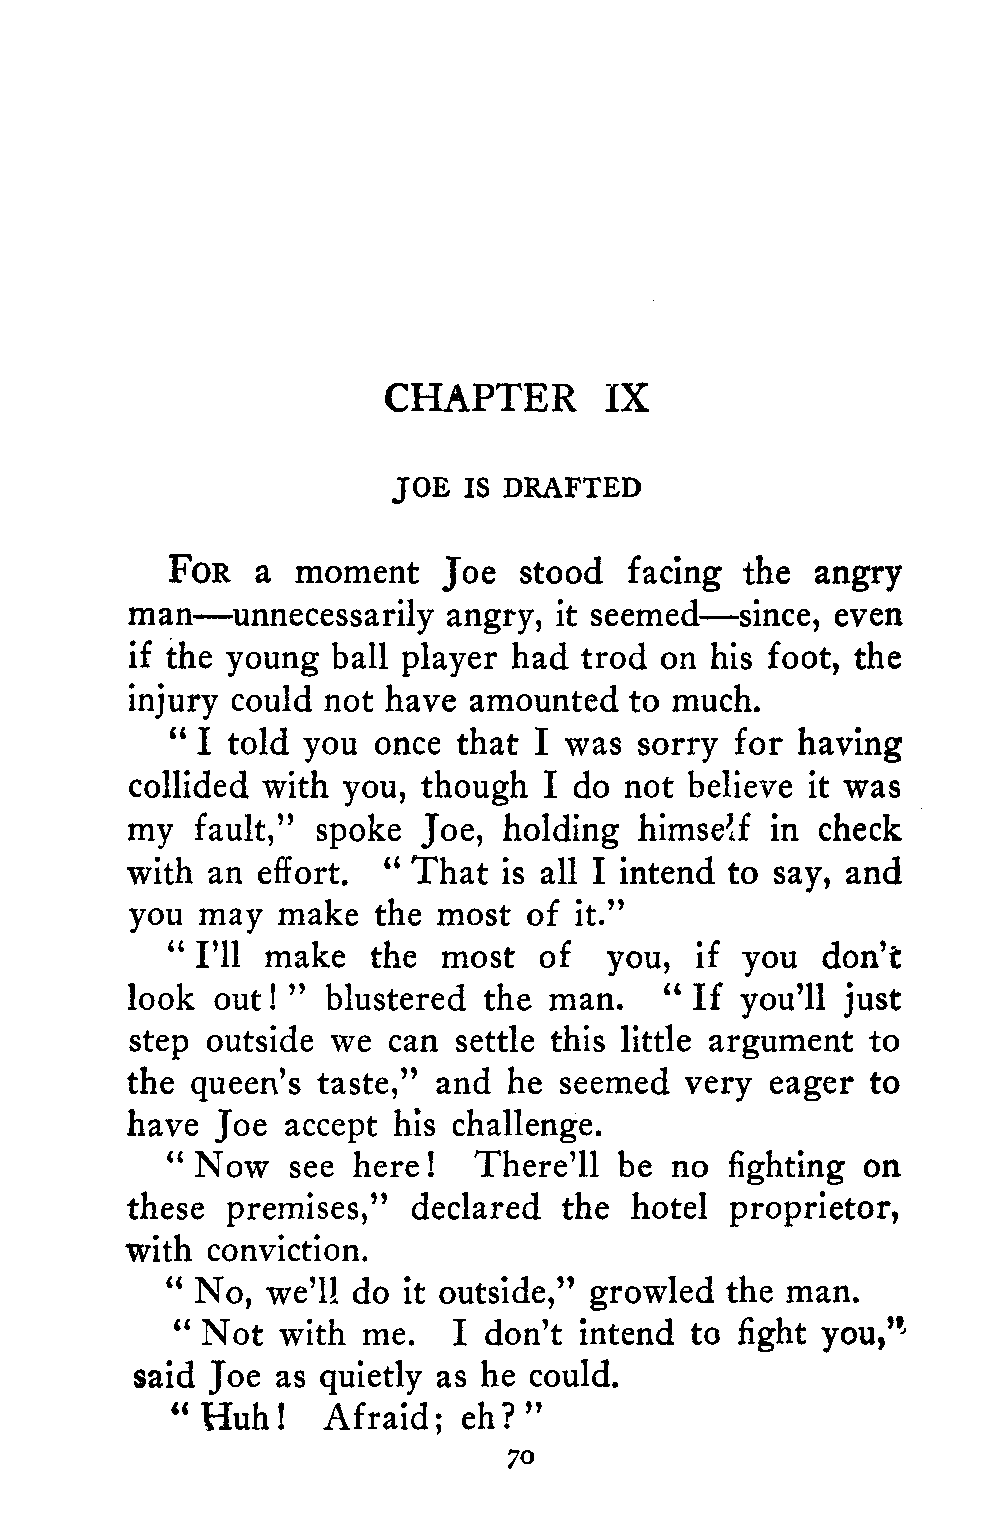 CHAPTER IX
JOE IS DRAFTED
FOR a moment Joe stood facing the angry
man—unnecessarily angry, it seemed—since, even
if the young ball player had trod on his foot, the
injury could not have amounted to much.
“ I told you once that I was sorry for having
collided with you, though I do not believe it was
my fault,” spoke Joe, holding himself in check
with an effort. “ That is all I intend to say, and
you may make the most of it.”
“ I'll make the most of you, if you don't
look out! ” blustered the man. “ If you'll just
step outside we can settle this little argument to
the queen's taste,” and he seemed very eager to
have Joe accept his challenge.
“ Now see here! There'll be no fighting on
these premises,” declared the hotel proprietor,
with conviction.
“ No, we'll do it outside,” growled the man.
“ Not with me. I don't intend to fight you,”
said Joe as quietly as he could.
“ Huh! Afraid; eh? ”
70